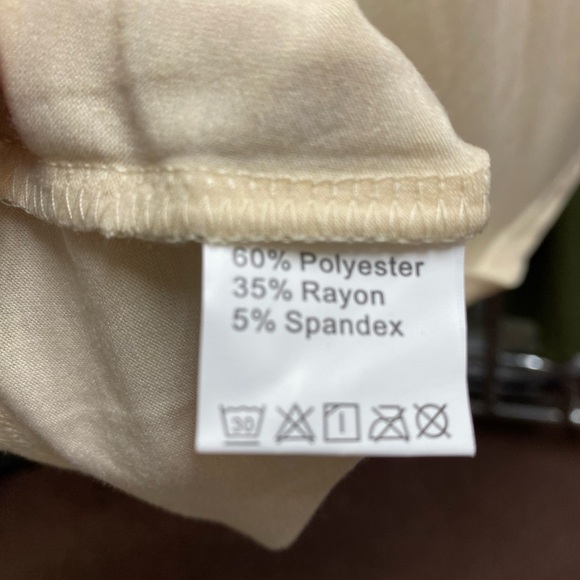 60% Polyester
35% Rayon
5% Spandex
30